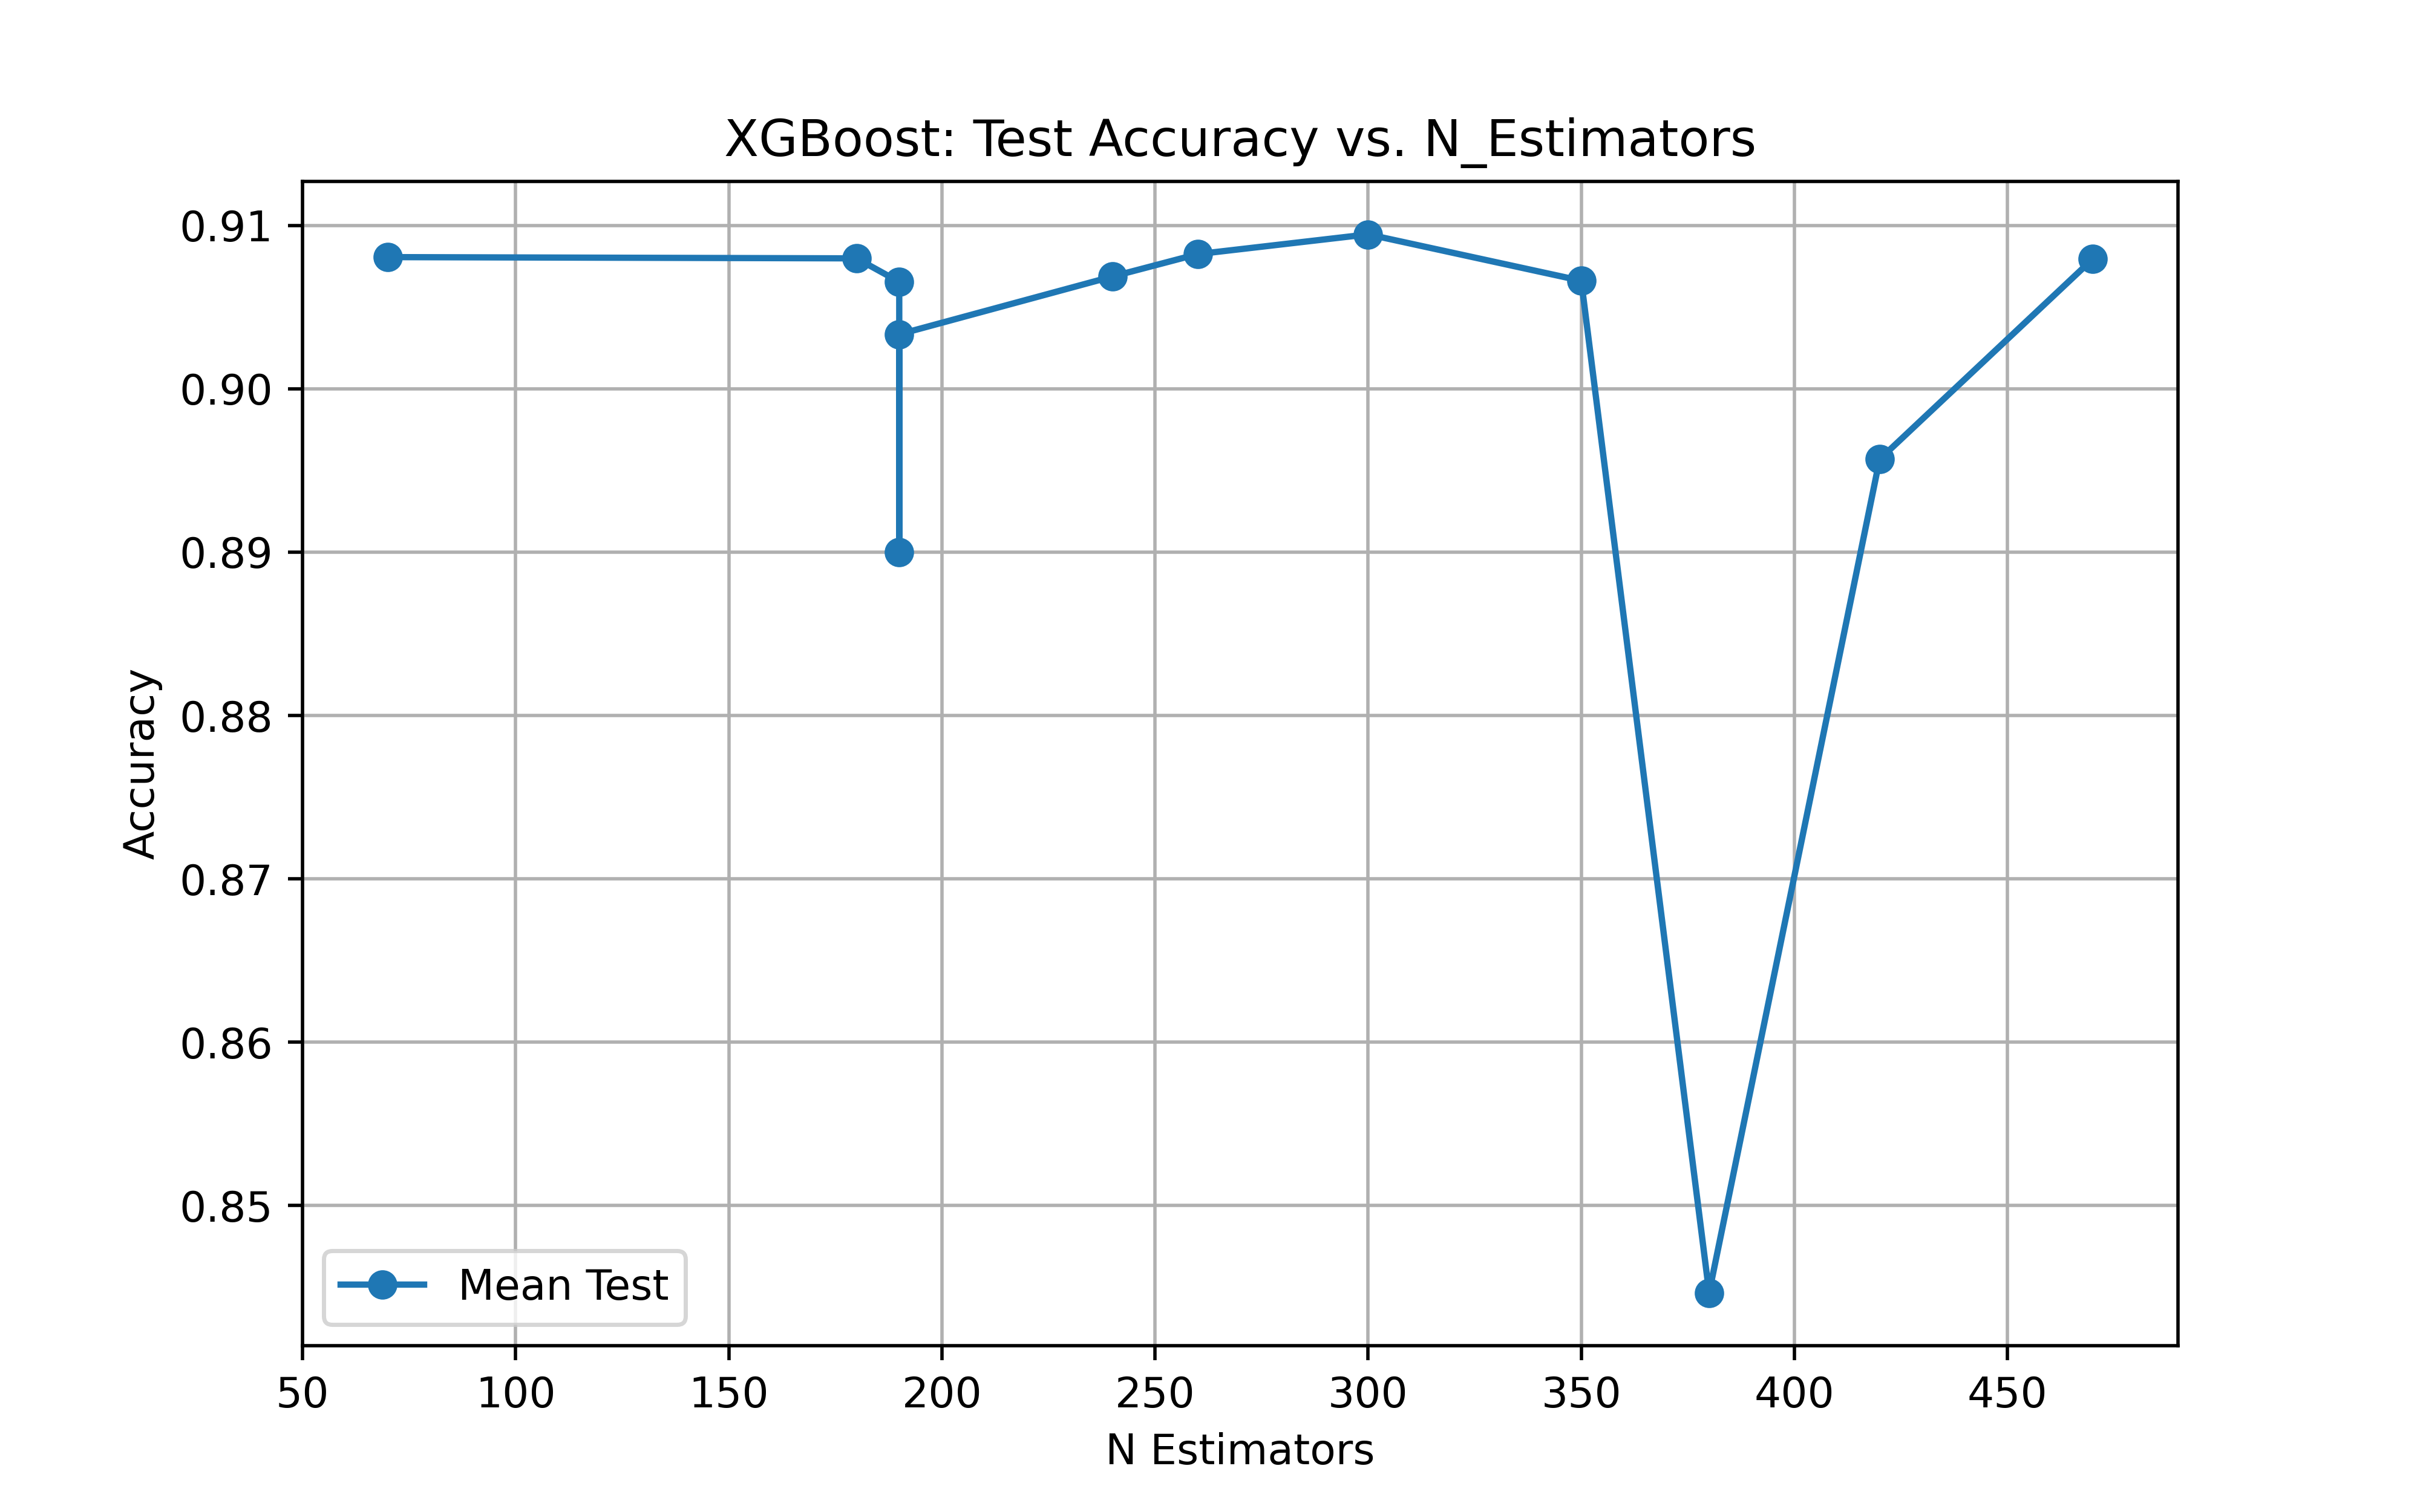 XGBoost: Test Accuracy vs. N_Estimators
0.91
0.90
0.89
0.88
0.87
0.86
0.85
Accuracy
Mean Test
50 100 150 200 250 300 350 400 450
N Estimators